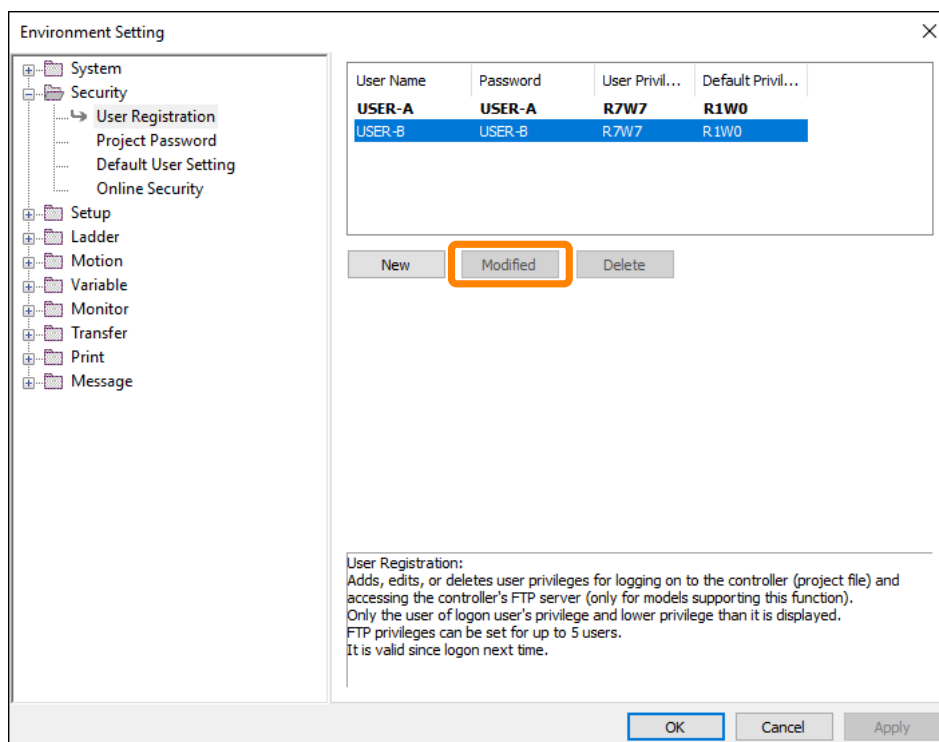 Environment Setting
System
Security
User Registration
Project Password
Default User Setting
Online Security
Setup
Ladder
Motion
Variable
Monitor
Transfer
Print
Message
User Name Password User Privil... Default Privil...
USER-A USER-A R7W7 R1W0
USER-B USER-B R7W7 R1W0
New Modified Delete
User Registration:
Adds, edits, or deletes user privileges for logging on to the controller (project file) and
accessing the controller's FTP server (only for models supporting this function).
Only the user of logon user's privilege and lower privilege than it is displayed.
FTP privileges can be set for up to 5 users.
It is valid since logon next time.
OK Cancel Apply